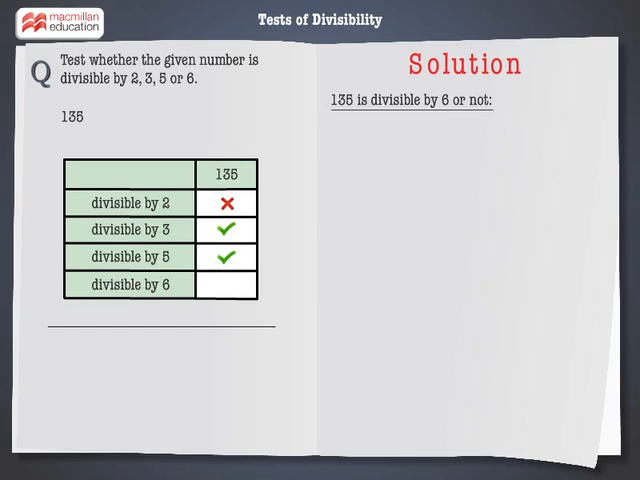 macmillan
education
Tests of Divisibility
Q Test whether the given number is
divisible by 2, 3, 5 or 6.
135
135
divisible by 2
divisible by 3
divisible by 5
divisible by 6
Solution
135 is divisible by 6 or not: